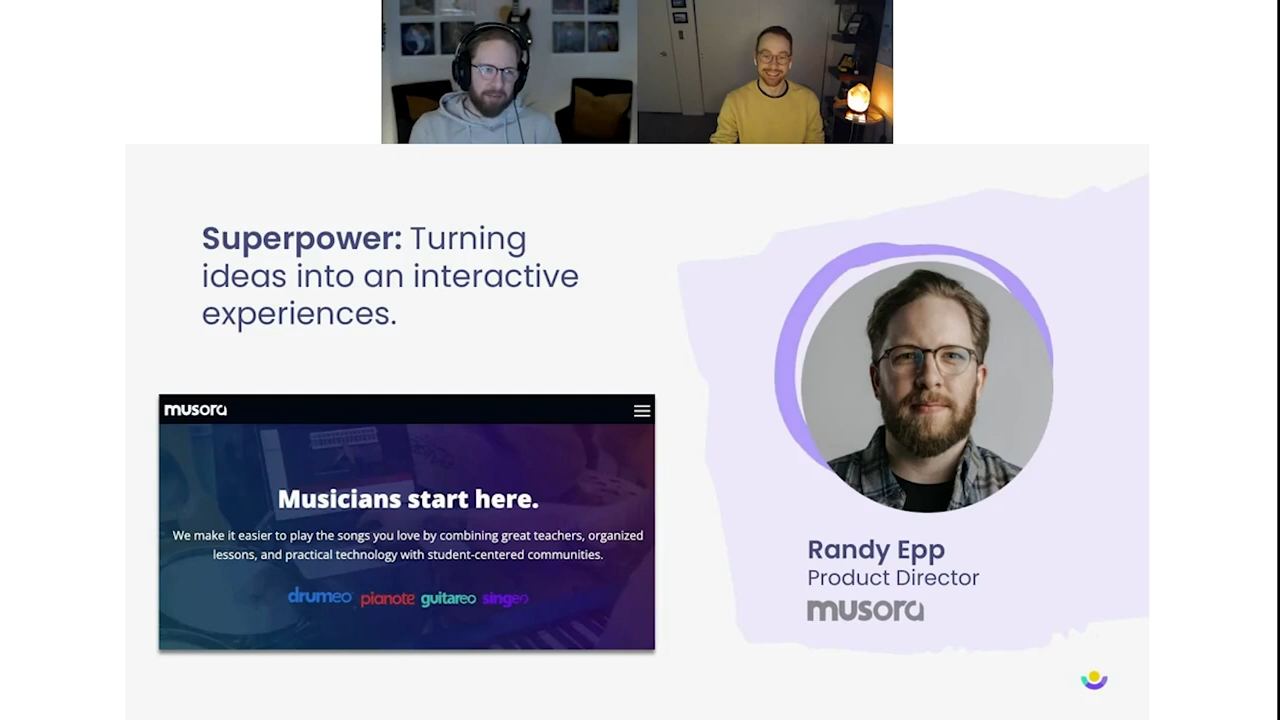 Superpower: Turning
ideas into an interactive
experiences.
musora
Musicians start here.
We make it easier to play the songs you love by combining great teachers, organized
lessons, and practical technology with student-centered communities.
drumeo pianote guitareo singeo
Randy Epp
Product Director
musora